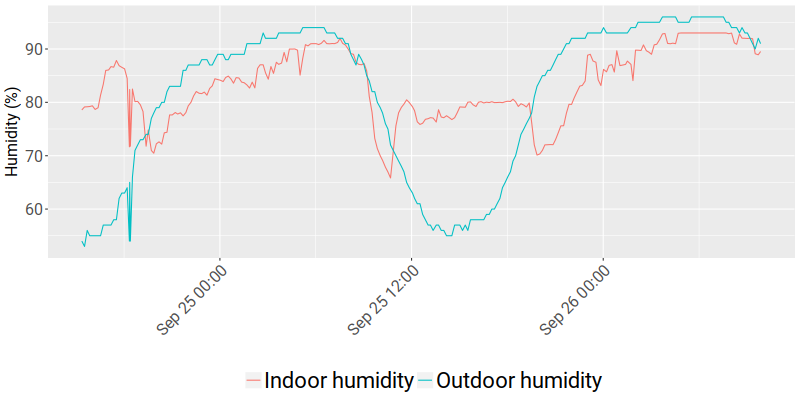 Humidity (%)
90
80
70
60
Sep 25 00:00
Sep 25 12:00
Sep 26 00:00
Indoor humidity
Outdoor humidity